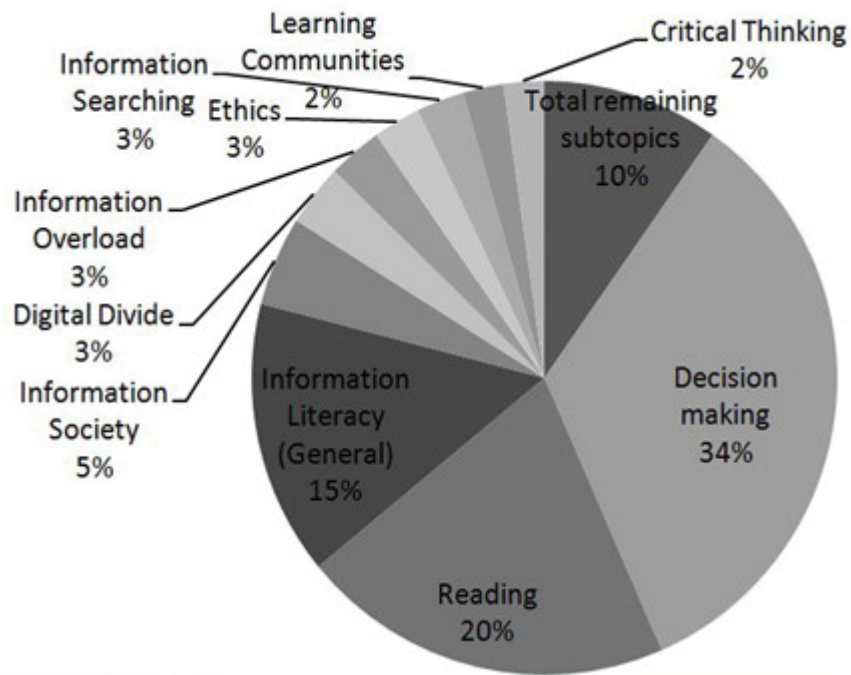 Learning
Communities
2%
Critical Thinking
2%
Information
Searching
3%
Ethics
3%
Total remaining
subtopics
10%
Information
Overload
3%
Digital Divide
3%
Information
Society
5%
Information
Literacy
(General)
15%
Decision
making
34%
Reading
20%